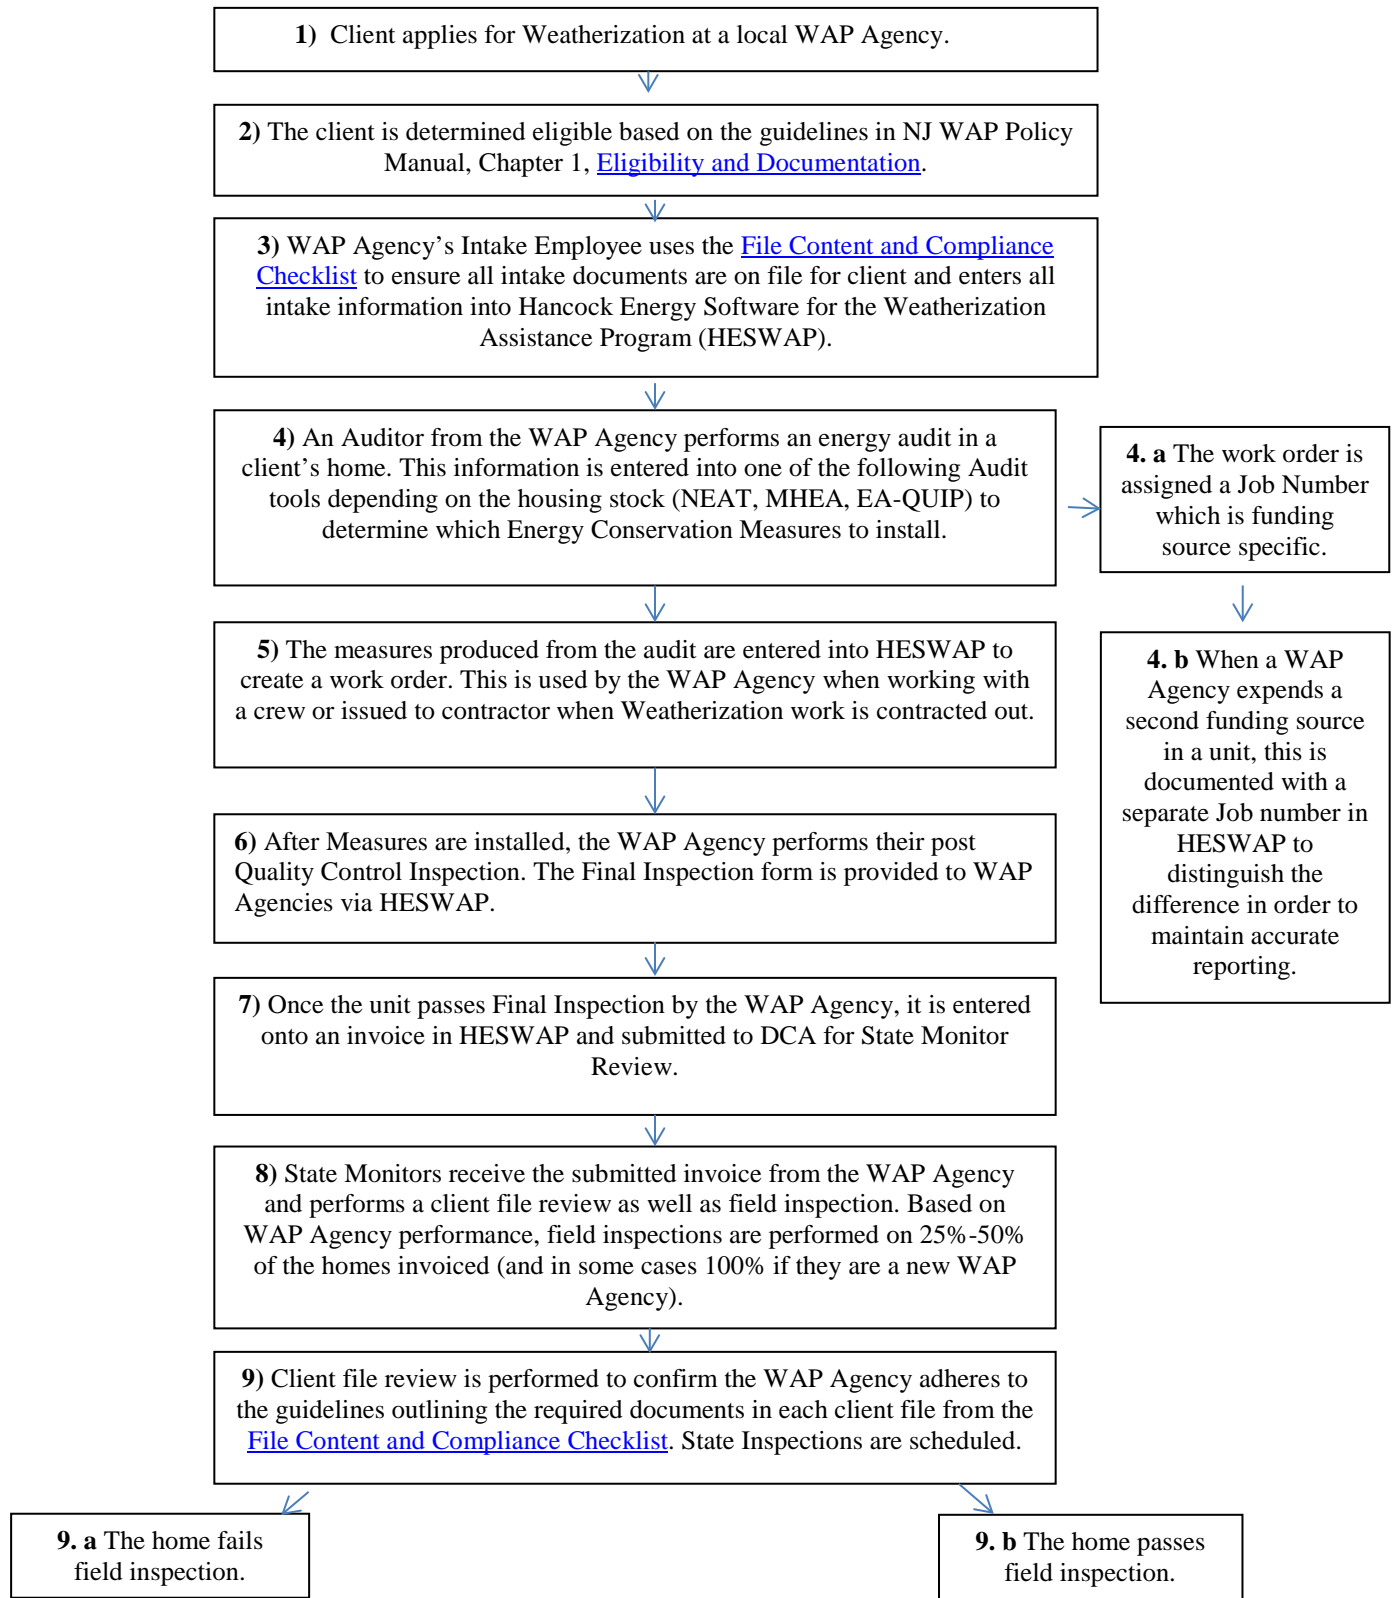 1) Client applies for Weatherization at a local WAP Agency.
2) The client is determined eligible based on the guidelines in NJ WAP Policy
Manual, Chapter 1, Eligibility and Documentation.
3) WAP Agency’s Intake Employee uses the File Content and Compliance
Checklist to ensure all intake documents are on file for client and enters all
intake information into Hancock Energy Software for the Weatherization
Assistance Program (HESWAP).
4) An Auditor from the WAP Agency performs an energy audit in a
client’s home. This information is entered into one of the following Audit
tools depending on the housing stock (NEAT, MHEA, EA-QUIP) to
determine which Energy Conservation Measures to install.
4. a The work order is
assigned a Job Number
which is funding
source specific.
4. b When a WAP
Agency expends a
second funding source
in a unit, this is
documented with a
separate Job number in
HESWAP to
distinguish the
difference in order to
maintain accurate
reporting.
5) The measures produced from the audit are entered into HESWAP to
create a work order. This is used by the WAP Agency when working with
a crew or issued to contractor when Weatherization work is contracted out.
6) After Measures are installed, the WAP Agency performs their post
Quality Control Inspection. The Final Inspection form is provided to WAP
Agencies via HESWAP.
7) Once the unit passes Final Inspection by the WAP Agency, it is entered
onto an invoice in HESWAP and submitted to DCA for State Monitor
Review.
8) State Monitors receive the submitted invoice from the WAP Agency
and performs a client file review as well as field inspection. Based on
WAP Agency performance, field inspections are performed on 25%-50%
of the homes invoiced (and in some cases 100% if they are a new WAP
Agency).
9) Client file review is performed to confirm the WAP Agency adheres to
the guidelines outlining the required documents in each client file from the
File Content and Compliance Checklist. State Inspections are scheduled.
9. a The home fails
field inspection.
9. b The home passes
field inspection.